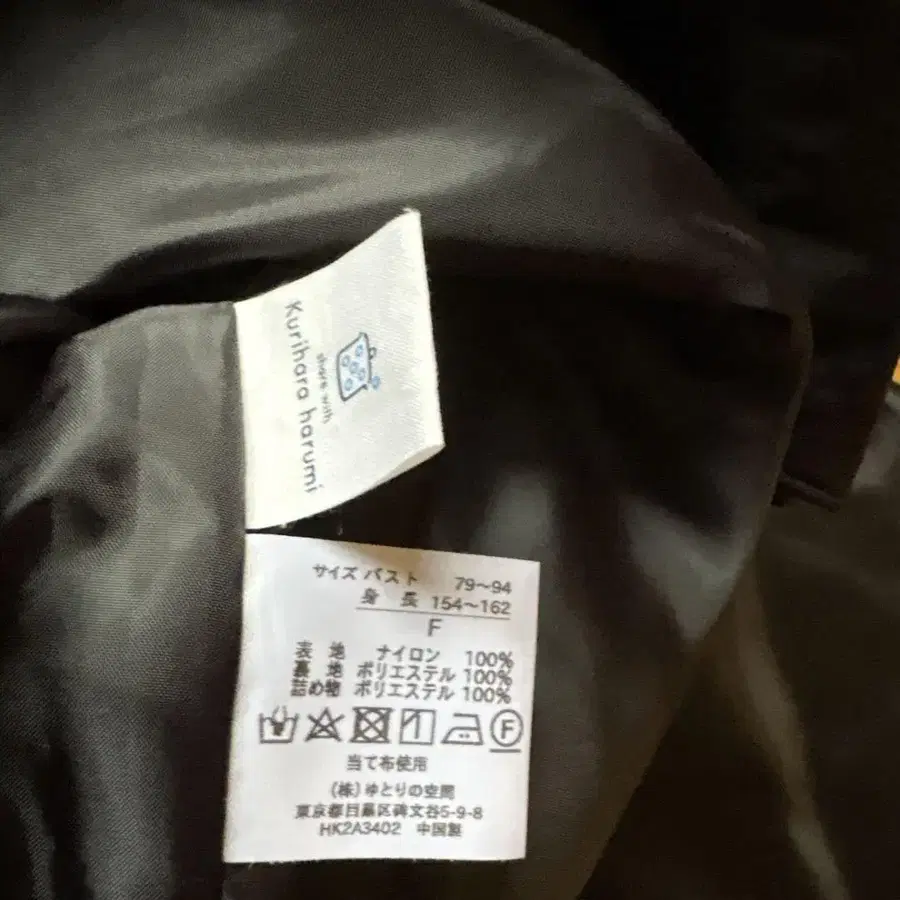 Kurihara harumi
share with
サイズ バスト 79〜94
身 長 154〜162
F
表 地 ナイロン 100%
裏 地 ポリエステル 100%
詰め物 ポリエステル 100%
F
当て布使用
(株)ゆとりの空間
東京都目黒区碑文谷5-9-8
HK2A3402 中国製